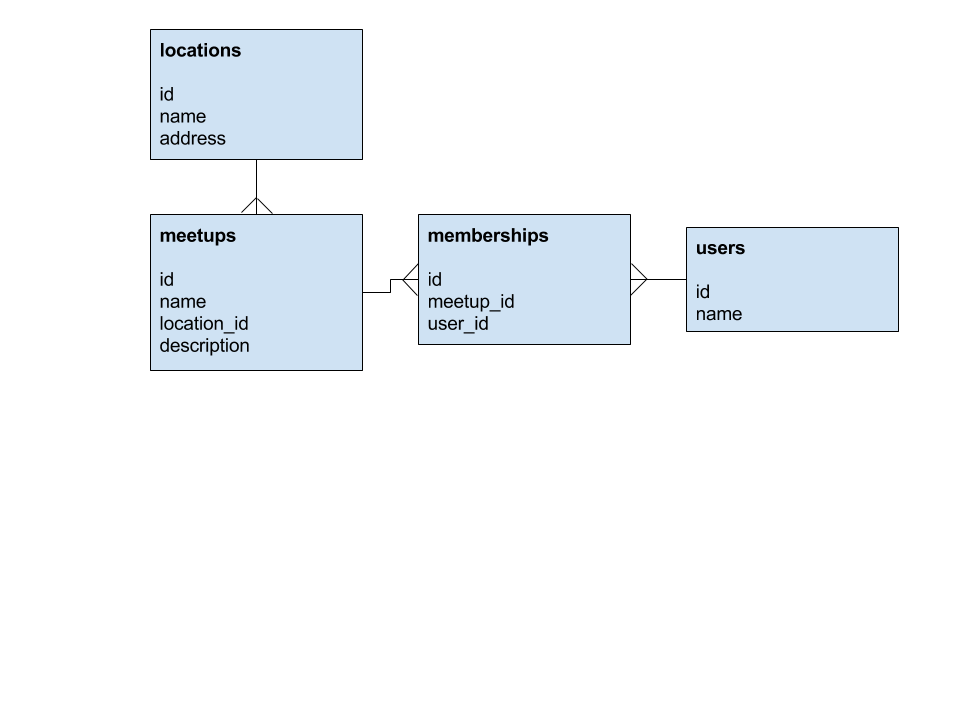 locations
id
name
address
meetups
id
name
location_id
description
memberships
id
meetup_id
user_id
users
id
name